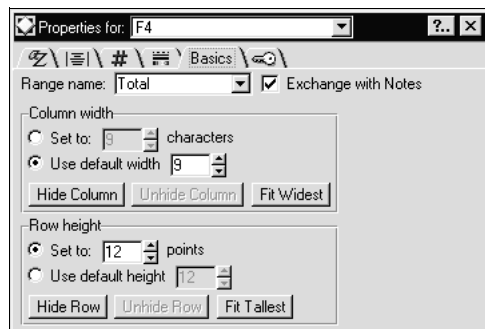 Properties for: F4 ?..
# Basics
Range name: Total Exchange with Notes
Column width
Set to: 9 characters
Use default width 9
Hide Column Unhide Column Fit Widest
Row height
Set to: 12 points
Use default height 12
Hide Row Unhide Row Fit Tallest